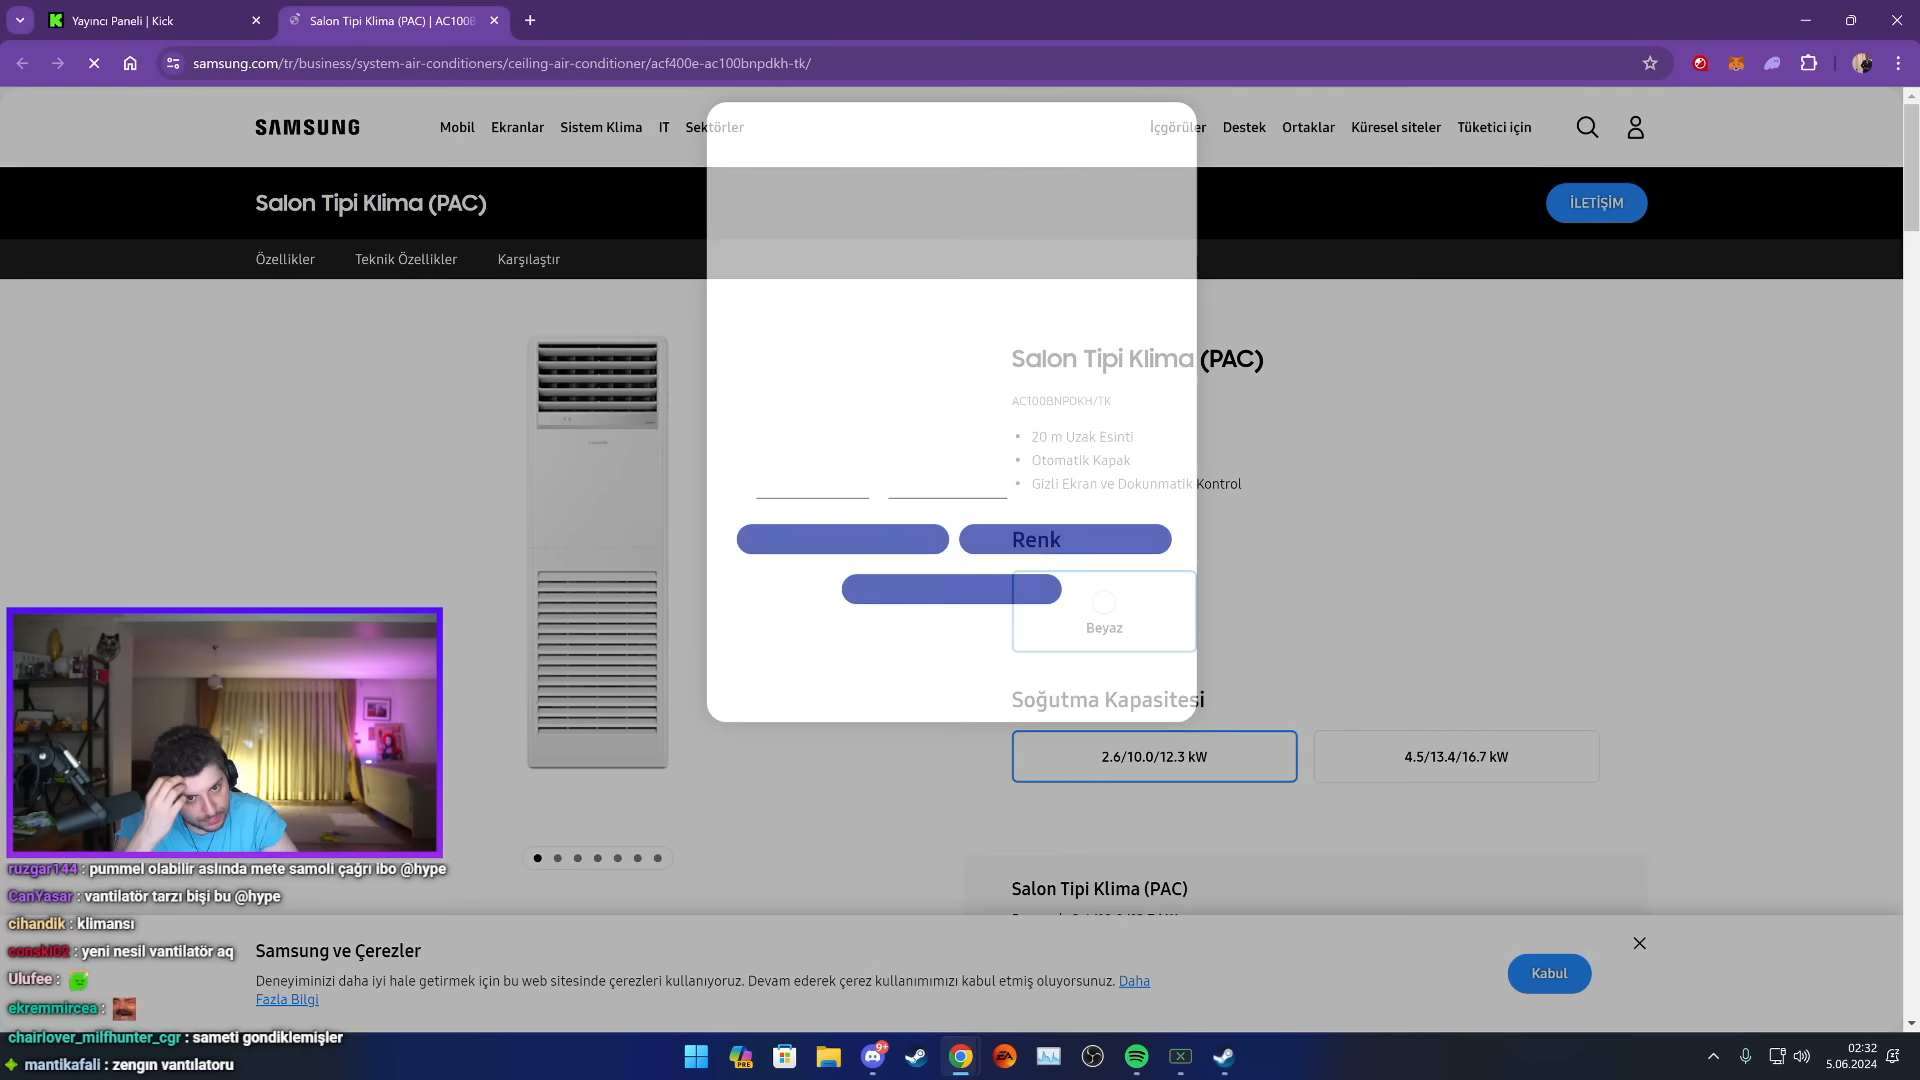 Yayıncı Paneli | Kick
Salon Tipi Klima (PAC) | AC100B
samsung.com/tr/business/system-air-conditioners/ceiling-air-conditioner/acf400e-ac100bnpdkh-tk/
SAMSUNG
Mobil
Ekranlar
Sistem Klima
IT
Sektörler
İçgörüler
Destek
Ortaklar
Küresel siteler
Tüketici için
Salon Tipi Klima (PAC)
İLETİŞİM
Özellikler
Teknik Özellikler
Karşılaştır
Salon Tipi Klima (PAC)
AC100BNPDKH/TK
• 20 m Uzak Esinti
• Otomatik Kapak
• Gizli Ekran ve Dokunmatik Kontrol
Renk
Beyaz
Soğutma Kapasitesi
2.6/10.0/12.3 kW
4.5/13.4/16.7 kW
Salon Tipi Klima (PAC)
ruzgar144 : pummel olabilir aslında mete samoli çağrı ibo @hype
CanYasar : vantilatör tarzı bişi bu @hype
cihandik : klimansı
conski02 : yeni nesil vantilatör aq
Ulufee :
ekremmircea :
chairlover_milfhunter_cgr : sameti gondiklemişler
mantikafali : zengın vantılatoru
Samsung ve Çerezler
Deneyiminizi daha iyi hale getirmek için bu web sitesinde çerezleri kullanıyoruz. Devam ederek çerez kullanımımızı kabul etmiş oluyorsunuz. Daha
Fazla Bilgi
Kabul
PRE
9+
EA
02:32
5.06.2024